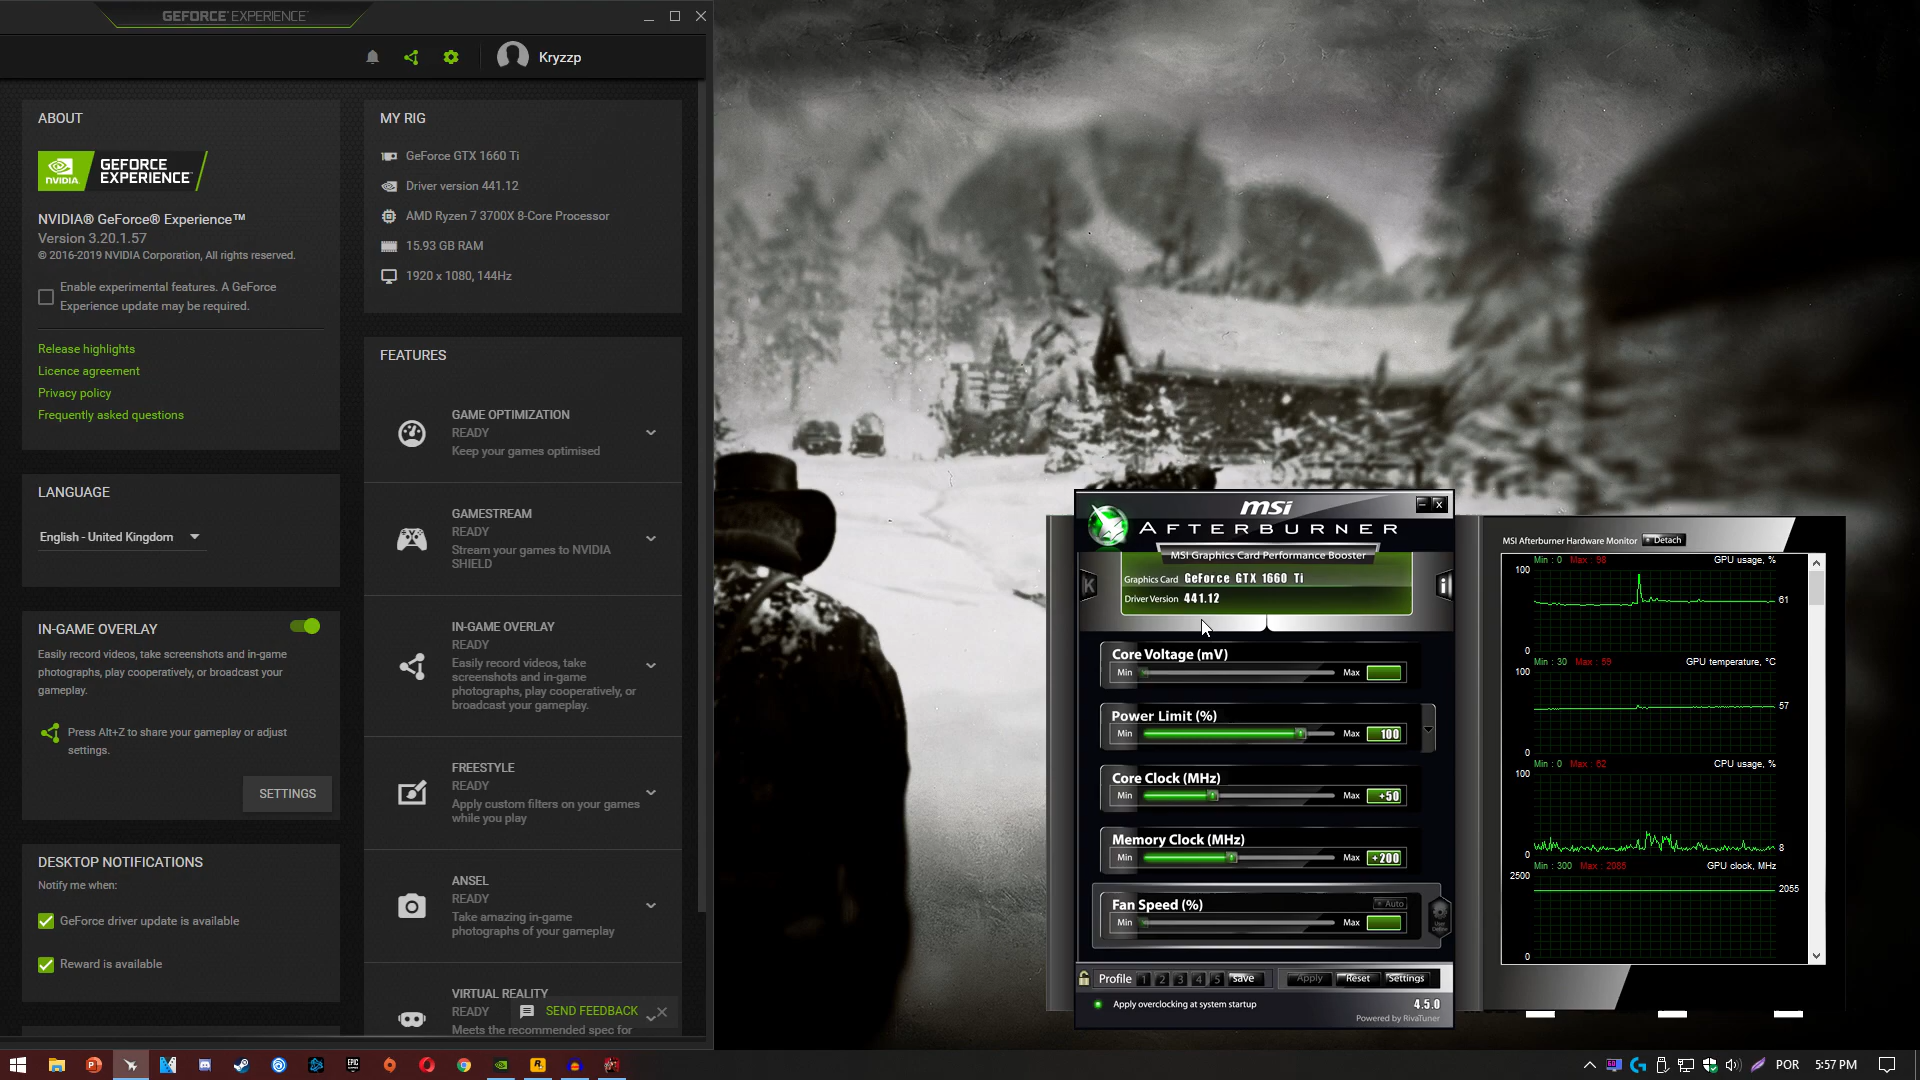 GEFORCE® EXPERIENCE
Kryzzp
ABOUT
NVIDIA.
GEFORCE
EXPERIENCE™
NVIDIA® GeForce® Experience™
Version 3.20.1.57
© 2016-2019 NVIDIA Corporation, All rights reserved.
Enable experimental features. A GeForce
Experience update may be required.
Release highlights
Licence agreement
Privacy policy
Frequently asked questions
LANGUAGE
English - United Kingdom
IN-GAME OVERLAY
Easily record videos, take screenshots and in-game
photographs, play cooperatively, or broadcast your
gameplay.
Press Alt+Z to share your gameplay or adjust
settings.
SETTINGS
DESKTOP NOTIFICATIONS
Notify me when:
GeForce driver update is available
Reward is available
MY RIG
GeForce GTX 1660 Ti
Driver version 441.12
AMD Ryzen 7 3700X 8-Core Processor
15.93 GB RAM
1920 x 1080, 144Hz
FEATURES
GAME OPTIMIZATION
READY
Keep your games optimised
GAMESTREAM
READY
Stream your games to NVIDIA
SHIELD
IN-GAME OVERLAY
READY
Easily record videos, take
screenshots and in-game
photographs, play cooperatively, or
broadcast your gameplay.
FREESTYLE
READY
Apply custom filters on your games
while you play
ANSEL
READY
Take amazing in-game
photographs of your gameplay
VIRTUAL REALITY
READY
Meets the recommended spec for
SEND FEEDBACK
msi
AFTERBURNER
MSI Graphics Card Performance Booster
K
i
Graphics Card GeForce GTX 1660 Ti
Driver Version 441.12
Core Voltage (mV)
Min Max
Power Limit (%)
Min Max 100
Core Clock (MHz)
Min Max +50
Memory Clock (MHz)
Min Max +200
Fan Speed (%)
Auto
Min Max
User
Define
Profile 1 2 3 4 5 save Apply Reset Settings
Apply overclocking at system startup 4.5.0
Powered by RivaTuner
MSI Afterburner Hardware Monitor Detach
Min : 0 Max : 98 GPU usage, %
100
61
0
Min : 30 Max : 59 GPU temperature, °C
100
57
0
Min : 0 Max : 62 CPU usage, %
100
8
0
Min : 300 Max : 2085 GPU clock, MHz
2500
2055
0
EPIC
POR 5:57 PM